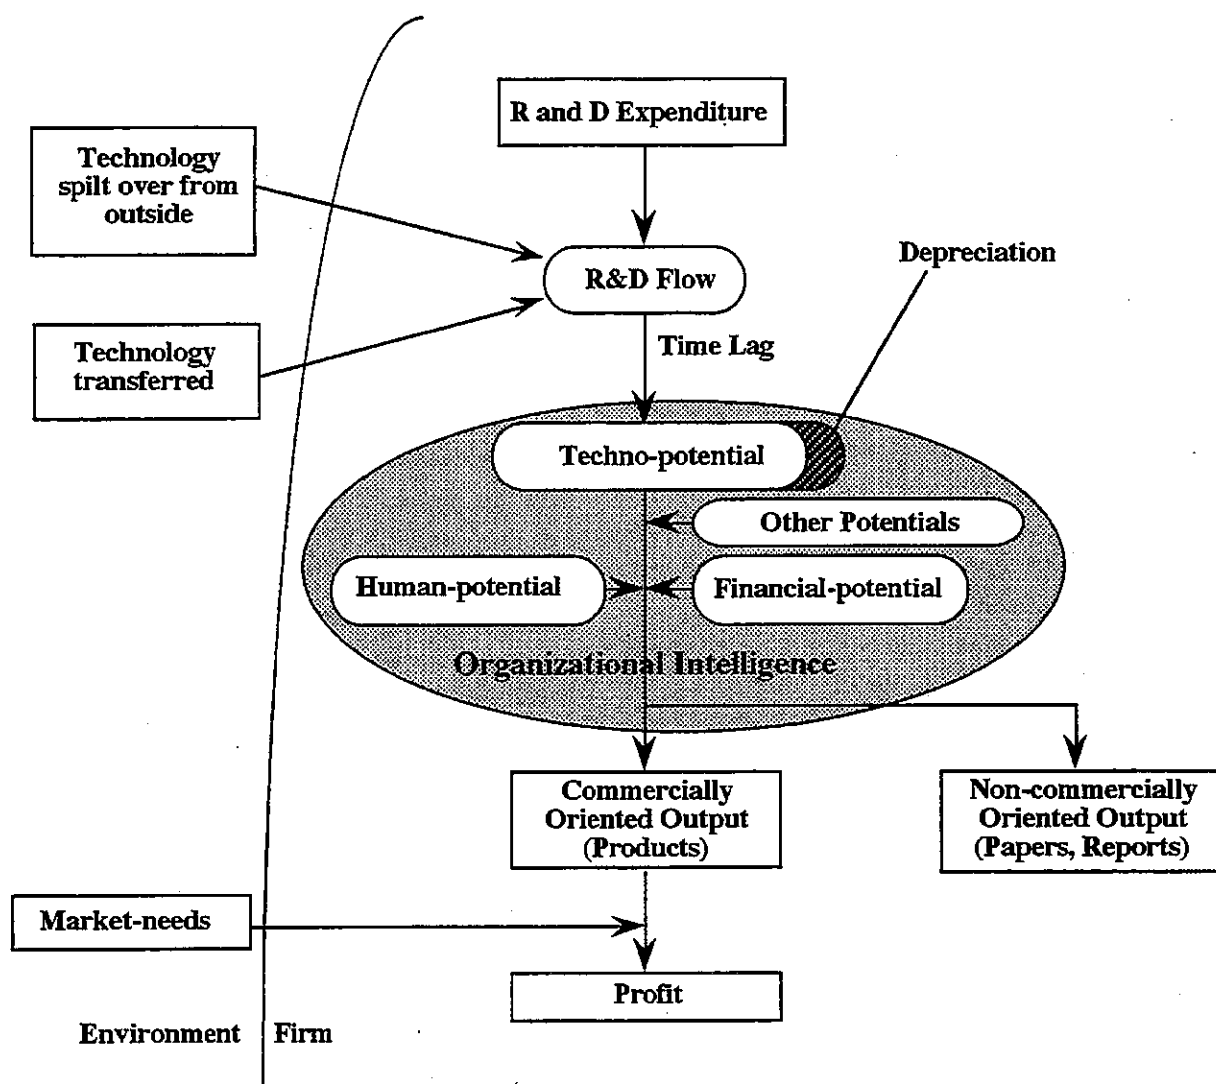 R and D Expenditure
Technology
spilt over from
outside
Depreciation
R&D Flow
Technology
transferred
Time Lag
Techno-potential
Other Potentials
Human-potential
Financial-potential
Organizational Intelligence
Commercially
Oriented Output
(Products)
Non-commercially
Oriented Output
(Papers, Reports)
Market-needs
Profit
Environment
Firm